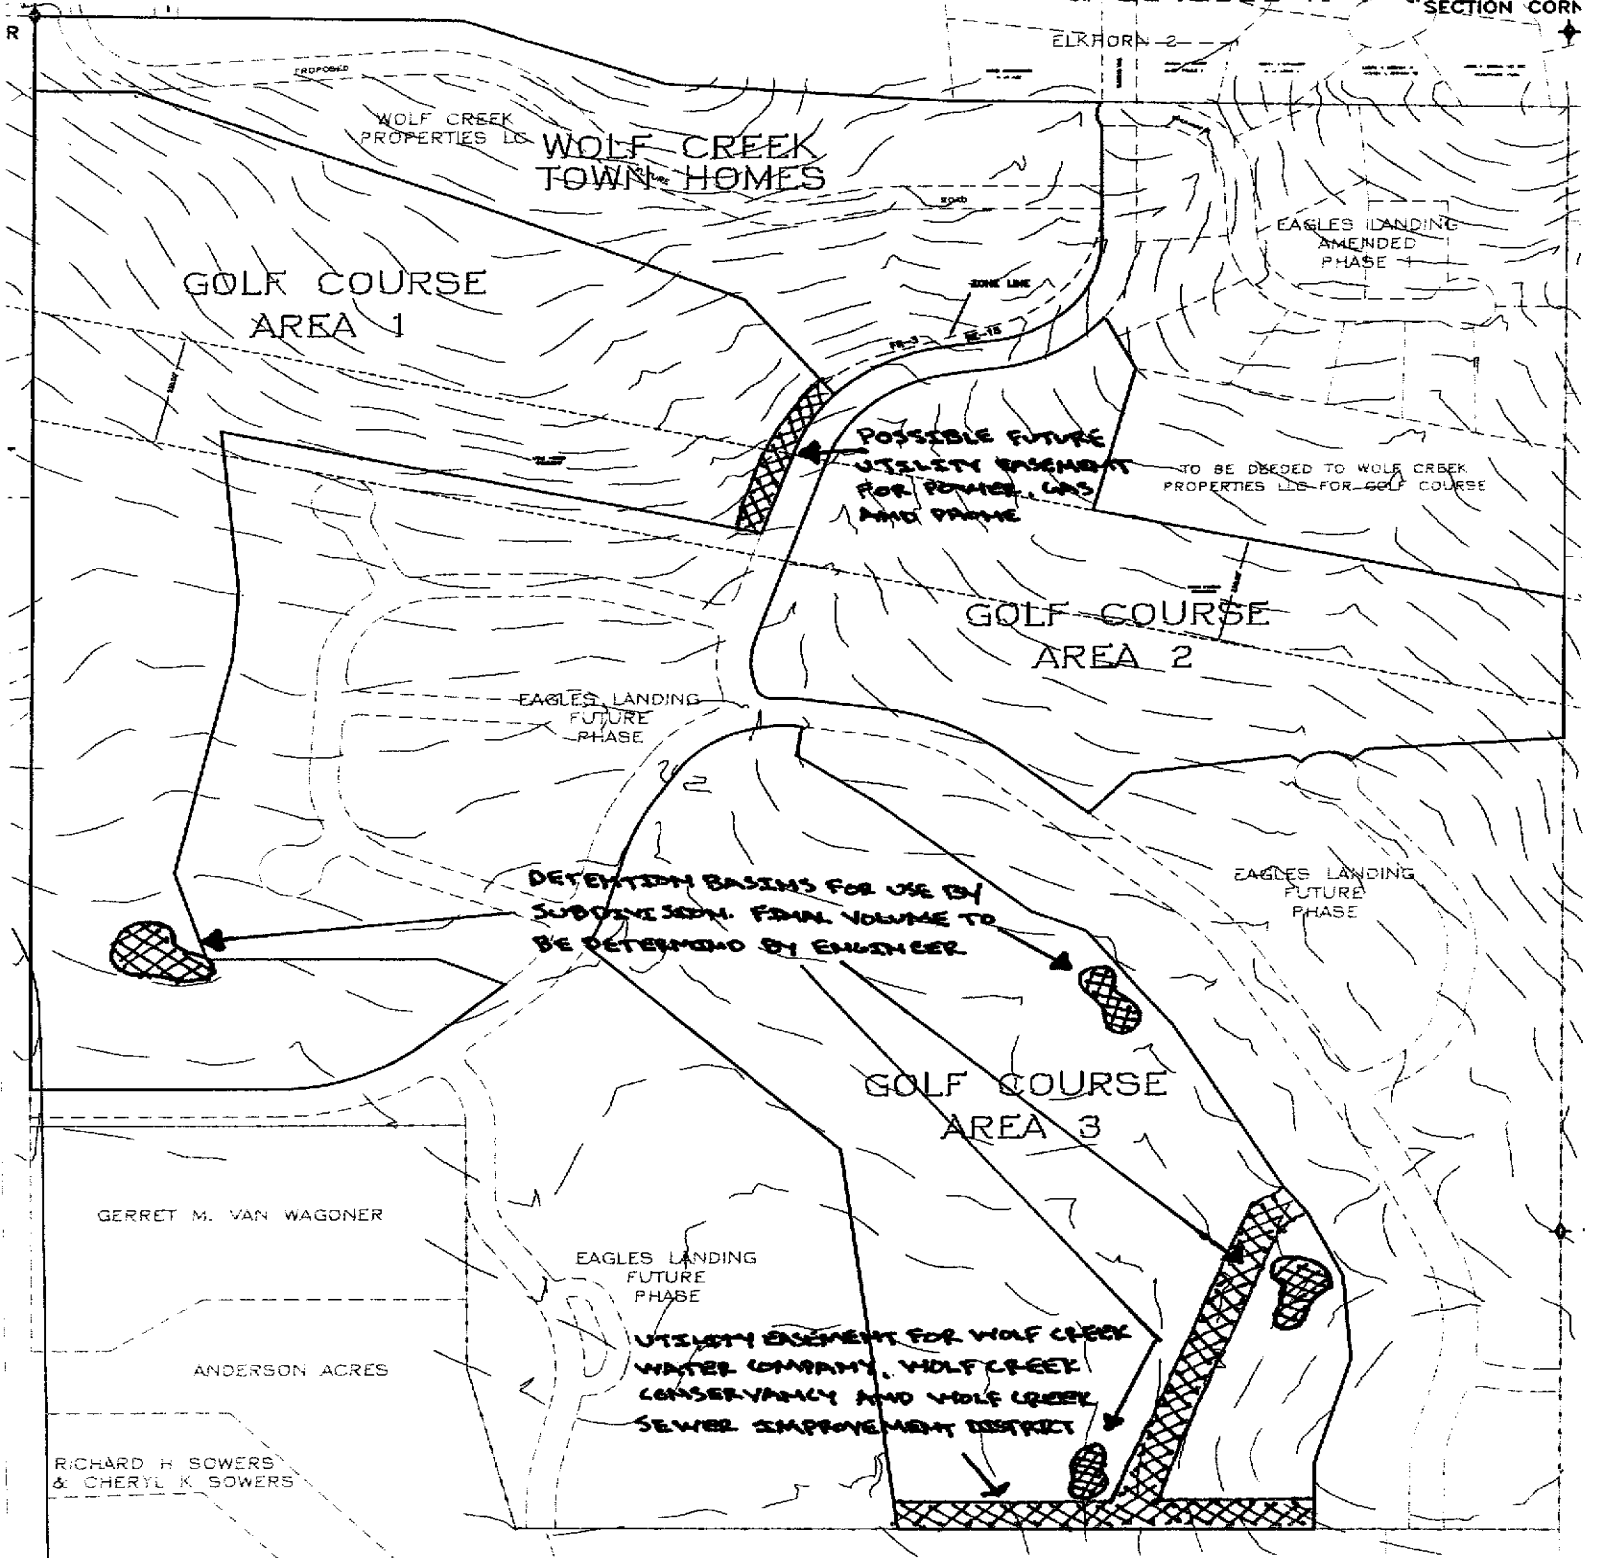 SECTION CORN
R
ELKHORN 2
PROPOSED
WOLF CREEK
PROPERTIES LC
WOLF CREEK
TOWN HOMES
ROAD
EAGLES LANDING
AMENDED
PHASE 1
GOLF COURSE
AREA 1
ZONE LINE
POSSIBLE FUTURE
UTILITY EASEMENT
FOR POWER, GAS
AND PHONE
TO BE DEEDED TO WOLF CREEK
PROPERTIES LLC FOR GOLF COURSE
GOLF COURSE
AREA 2
EAGLES LANDING
FUTURE
PHASE
DETENTION BASINS FOR USE BY
SUBDIVISION. FINAL VOLUME TO
BE DETERMIND BY ENGINEER
EAGLES LANDING
FUTURE
PHASE
GOLF COURSE
AREA 3
GERRET M. VAN WAGONER
EAGLES LANDING
FUTURE
PHASE
UTILITY EASEMENT FOR WOLF CREEK
WATER COMPANY, WOLF CREEK
CONSERVANCY AND WOLF CREEK
SEWER IMPROVEMENT DISTRICT
ANDERSON ACRES
RICHARD H SOWERS
& CHERYL K SOWERS